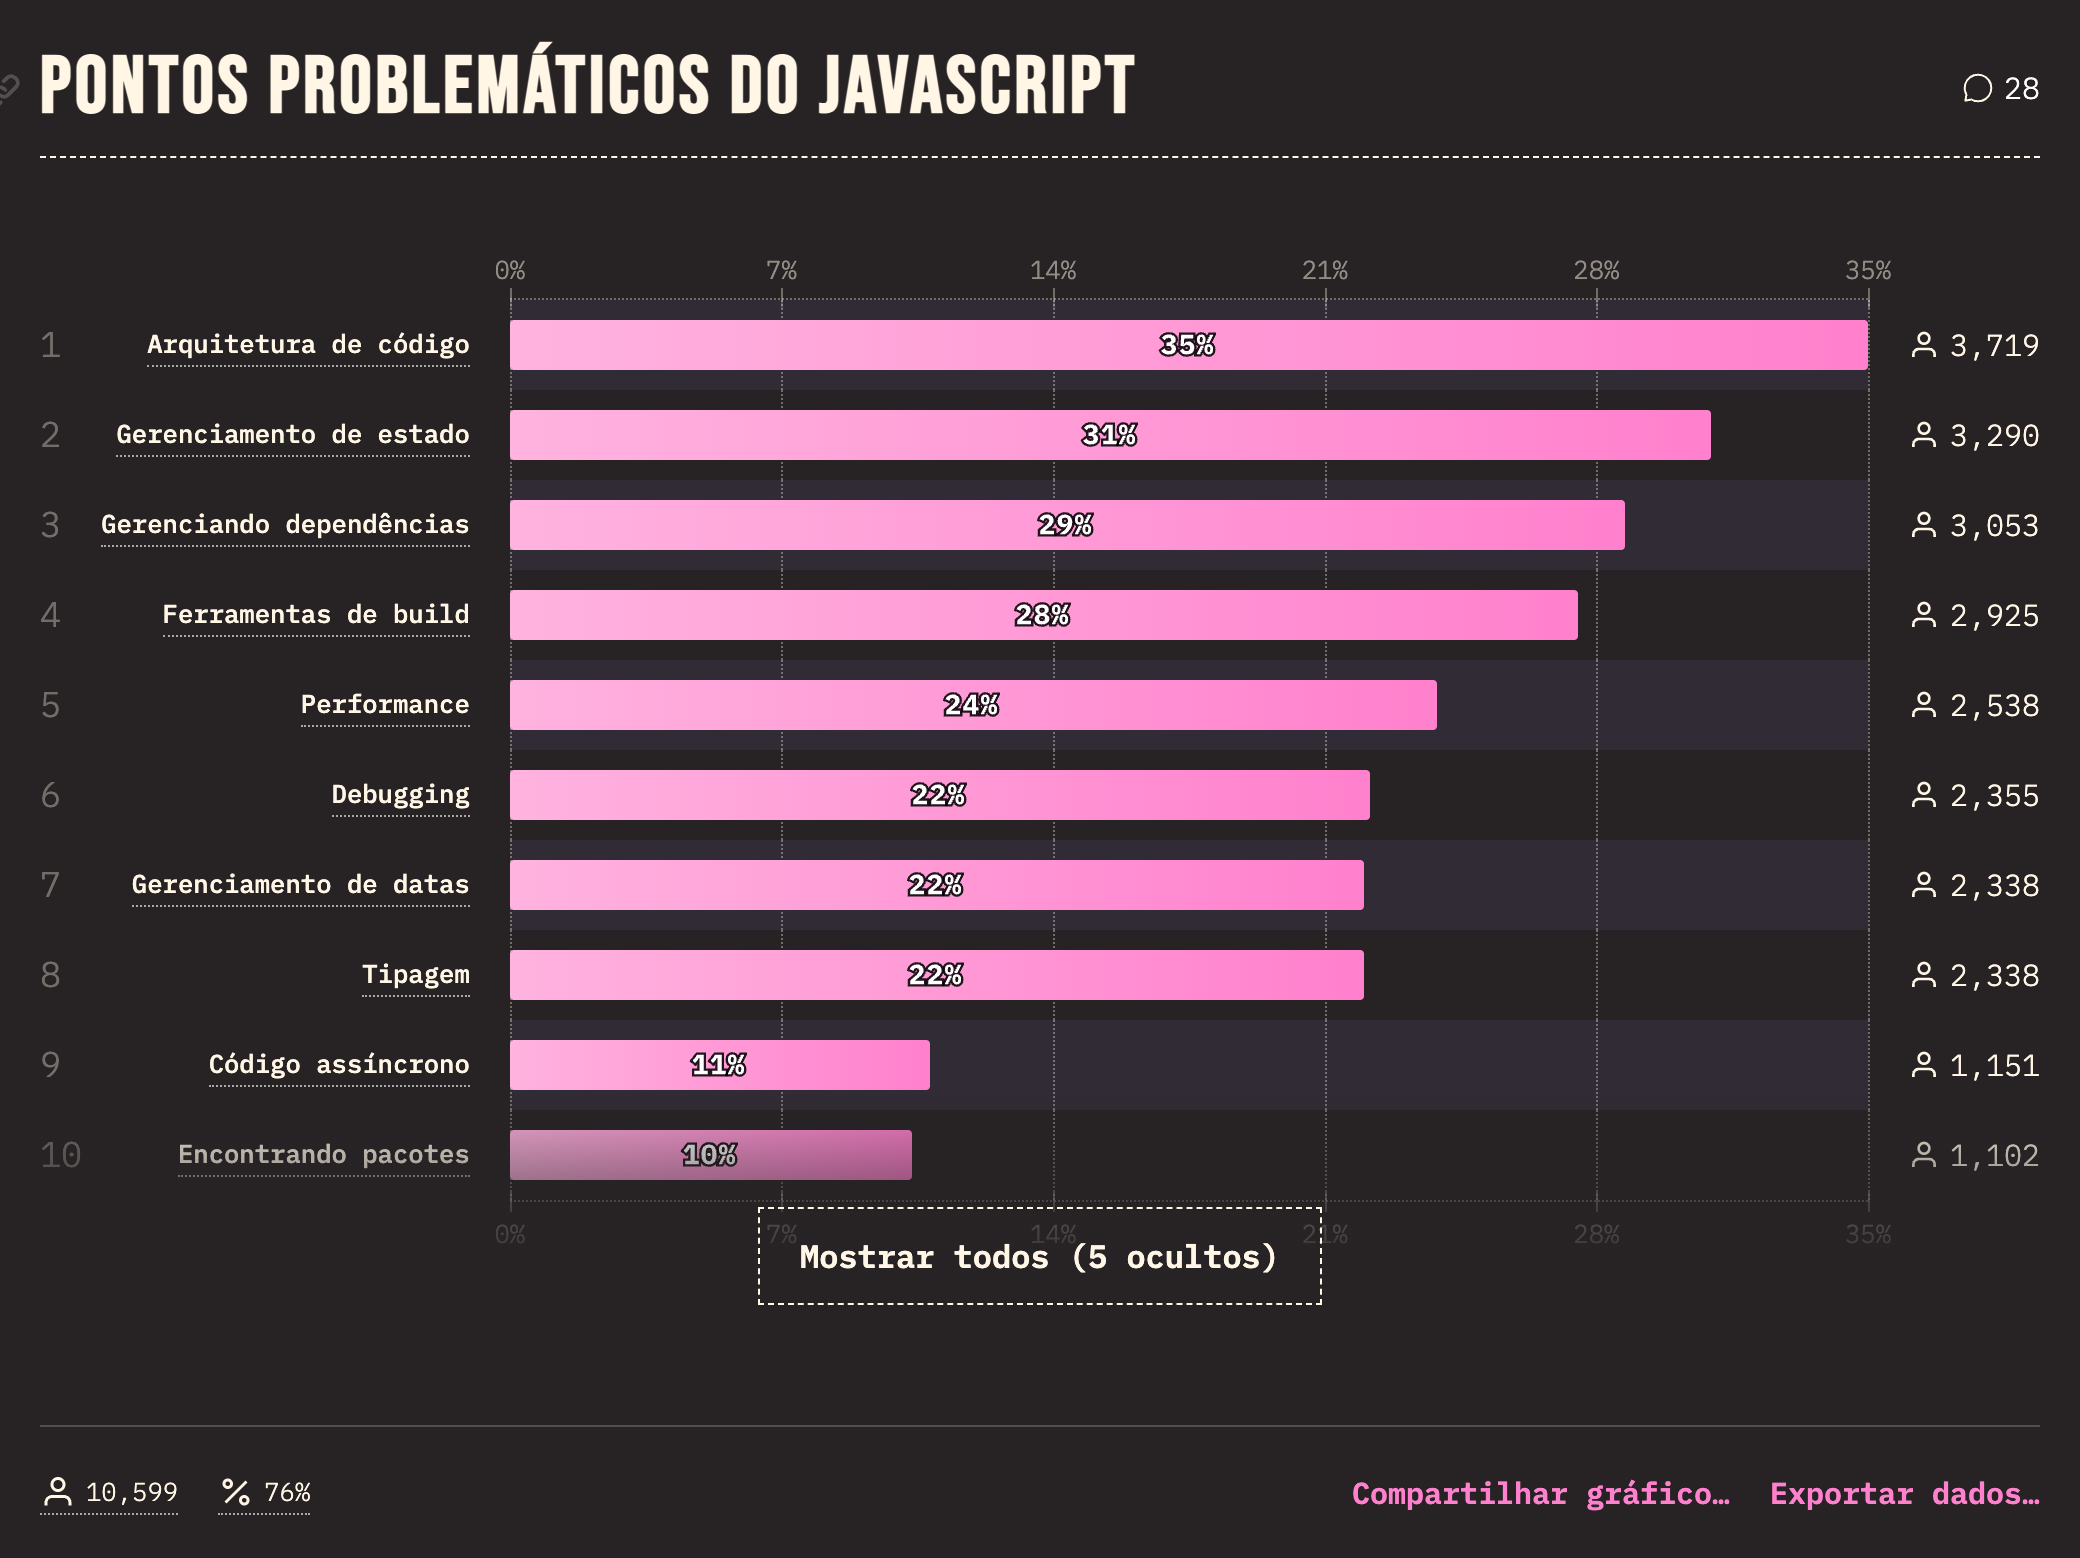 PONTOS PROBLEMÁTICOS DO JAVASCRIPT
28
0% 7% 14% 21% 28% 35%
1 Arquitetura de código 35% 3,719
2 Gerenciamento de estado 31% 3,290
3 Gerenciando dependências 29% 3,053
4 Ferramentas de build 28% 2,925
5 Performance 24% 2,538
6 Debugging 22% 2,355
7 Gerenciamento de datas 22% 2,338
8 Tipagem 22% 2,338
9 Código assíncrono 11% 1,151
10 Encontrando pacotes 10% 1,102
0% 7% 14% 21% 28% 35%
Mostrar todos (5 ocultos)
10,599 76% Compartilhar gráfico… Exportar dados…